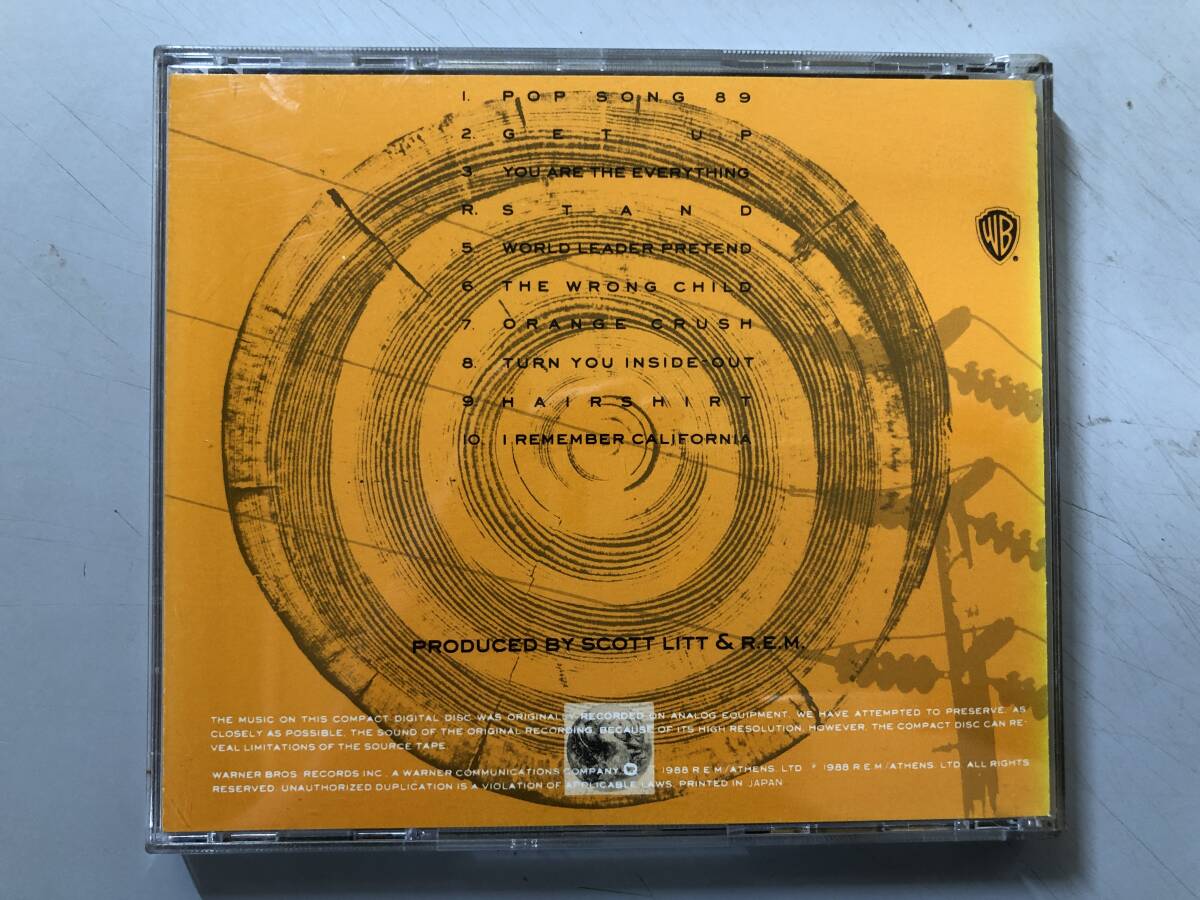 1. POP SONG 89
2. GET UP
3. YOU ARE THE EVERYTHING
R. STAND
5. WORLD LEADER PRETEND
6. THE WRONG CHILD
7. ORANGE CRUSH
8. TURN YOU INSIDE-OUT
9. HAIRSHIRT
10. I REMEMBER CALIFORNIA
WB
PRODUCED BY SCOTT LITT & R.E.M.
THE MUSIC ON THIS COMPACT DIGITAL DISC WAS ORIGINALLY RECORDED ON ANALOG EQUIPMENT. WE HAVE ATTEMPTED TO PRESERVE, AS
CLOSELY AS POSSIBLE, THE SOUND OF THE ORIGINAL RECORDING. BECAUSE OF ITS HIGH RESOLUTION, HOWEVER, THE COMPACT DISC CAN RE-
VEAL LIMITATIONS OF THE SOURCE TAPE.
WARNER BROS. RECORDS INC., A WARNER COMMUNICATIONS COMPANY. 1988 R.E.M./ATHENS, LTD. ℗ 1988 R.E.M./ATHENS, LTD. ALL RIGHTS
RESERVED. UNAUTHORIZED DUPLICATION IS A VIOLATION OF APPLICABLE LAWS. PRINTED IN JAPAN